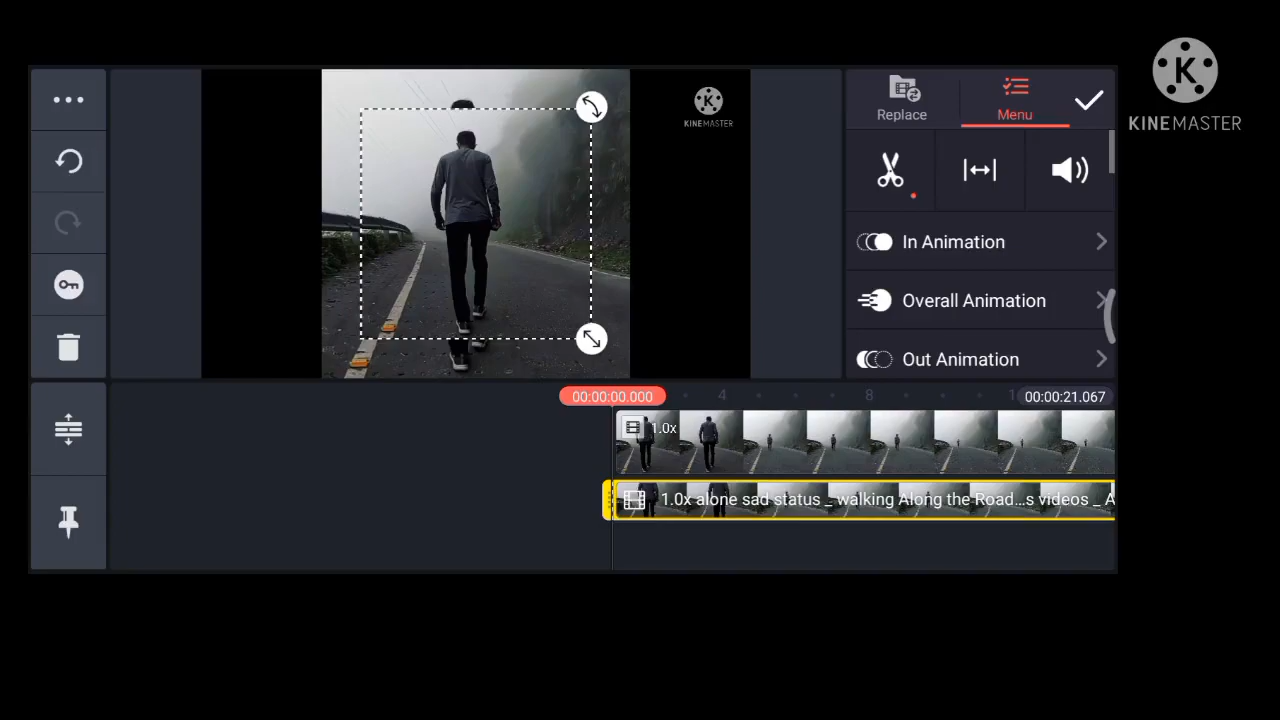 KINEMASTER
KINEMASTER
Replace
Menu
In Animation
Overall Animation
Out Animation
00:00:00.000
4
8
1
00:00:21.067
1.0x
1.0x alone sad status _ walking Along the Road...s videos _ A